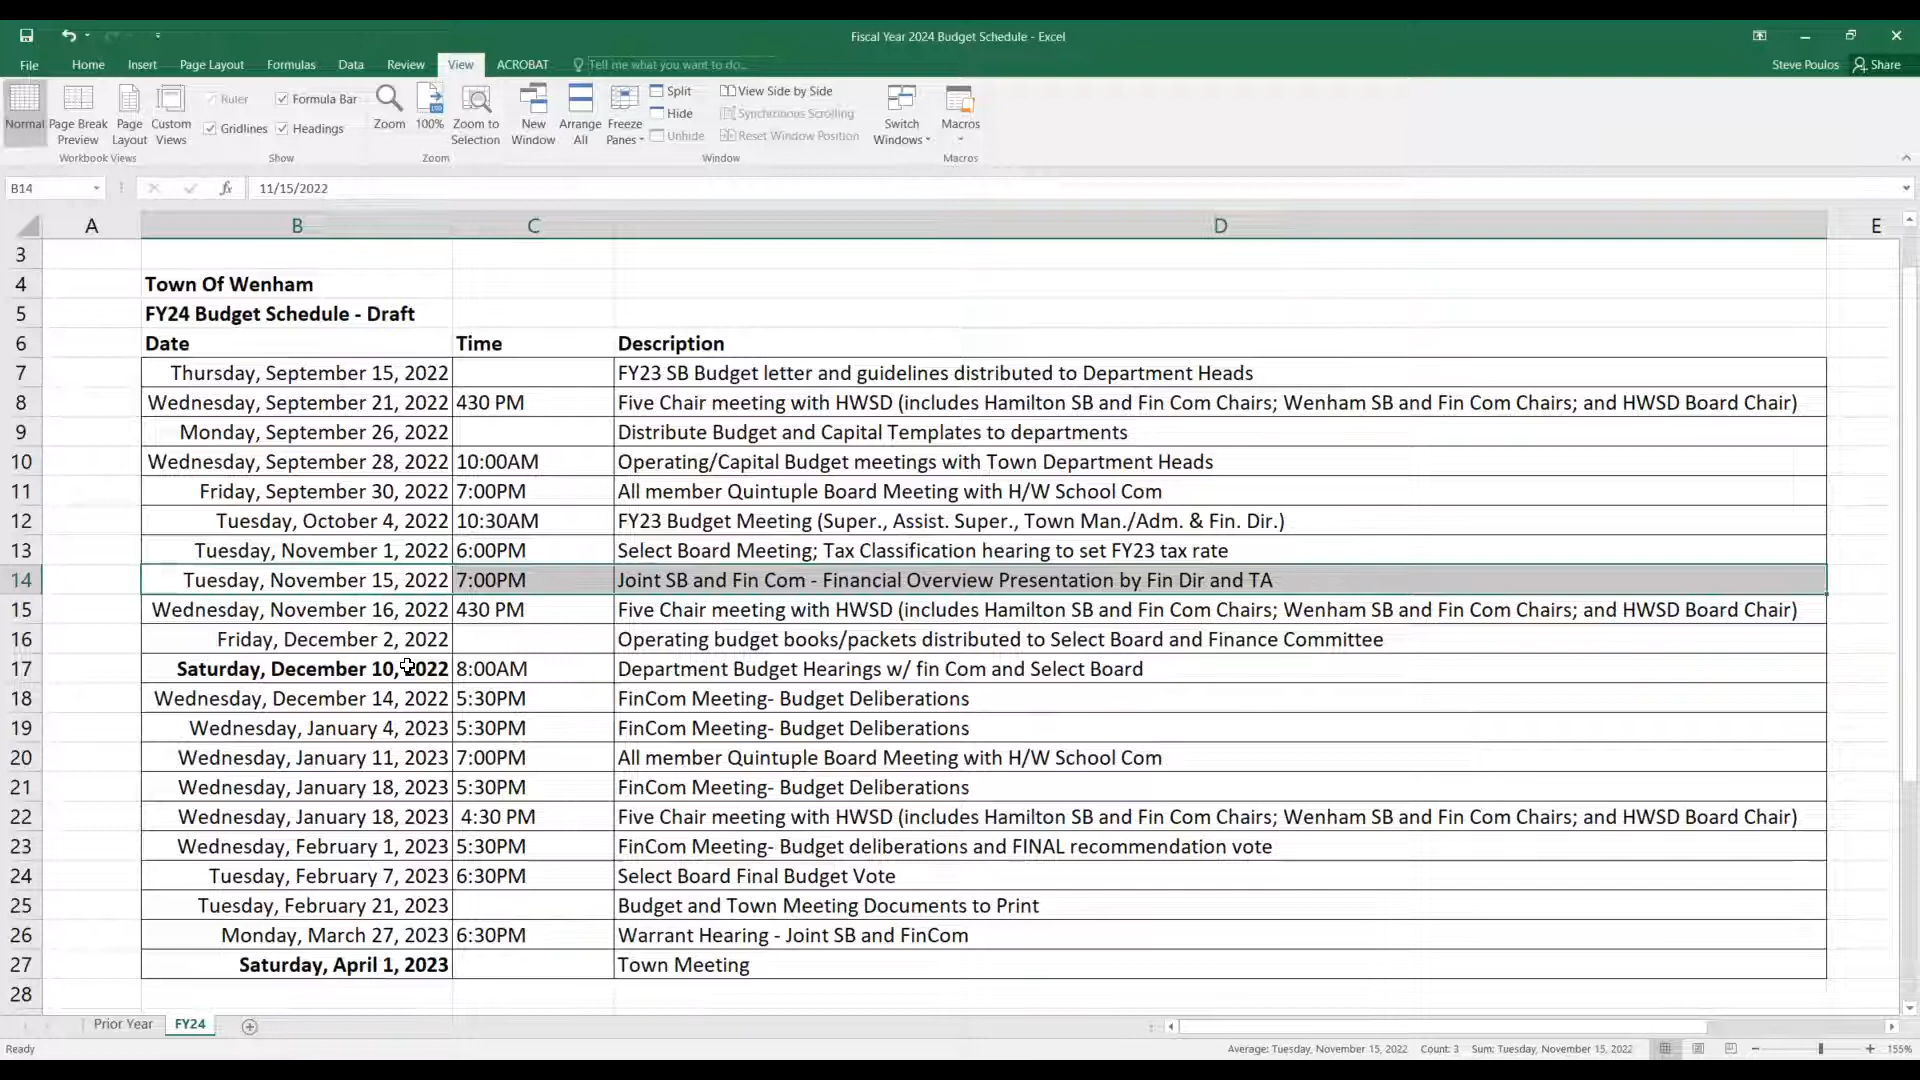 Fiscal Year 2024 Budget Schedule - Excel
File Home Insert Page Layout Formulas Data Review View ACROBAT Tell me what you want to do... Steve Poulos Share
Normal Page Break Preview Page Layout Custom Views
Workbook Views
Ruler Formula Bar
Gridlines Headings
Show
Zoom 100% Zoom to Selection
Zoom
New Window Arrange All Freeze Panes
Split
Hide
Unhide
View Side by Side
Synchronous Scrolling
Reset Window Position
Window
Switch Windows
Macros
Macros
B14 fx 11/15/2022
A B C D E
3
4 Town Of Wenham
5 FY24 Budget Schedule - Draft
6 Date Time Description
7 Thursday, September 15, 2022 FY23 SB Budget letter and guidelines distributed to Department Heads
8 Wednesday, September 21, 2022 430 PM Five Chair meeting with HWSD (includes Hamilton SB and Fin Com Chairs; Wenham SB and Fin Com Chairs; and HWSD Board Chair)
9 Monday, September 26, 2022 Distribute Budget and Capital Templates to departments
10 Wednesday, September 28, 2022 10:00AM Operating/Capital Budget meetings with Town Department Heads
11 Friday, September 30, 2022 7:00PM All member Quintuple Board Meeting with H/W School Com
12 Tuesday, October 4, 2022 10:30AM FY23 Budget Meeting (Super., Assist. Super., Town Man./Adm. & Fin. Dir.)
13 Tuesday, November 1, 2022 6:00PM Select Board Meeting; Tax Classification hearing to set FY23 tax rate
14 Tuesday, November 15, 2022 7:00PM Joint SB and Fin Com - Financial Overview Presentation by Fin Dir and TA
15 Wednesday, November 16, 2022 430 PM Five Chair meeting with HWSD (includes Hamilton SB and Fin Com Chairs; Wenham SB and Fin Com Chairs; and HWSD Board Chair)
16 Friday, December 2, 2022 Operating budget books/packets distributed to Select Board and Finance Committee
17 Saturday, December 10, 2022 8:00AM Department Budget Hearings w/ fin Com and Select Board
18 Wednesday, December 14, 2022 5:30PM FinCom Meeting- Budget Deliberations
19 Wednesday, January 4, 2023 5:30PM FinCom Meeting- Budget Deliberations
20 Wednesday, January 11, 2023 7:00PM All member Quintuple Board Meeting with H/W School Com
21 Wednesday, January 18, 2023 5:30PM FinCom Meeting- Budget Deliberations
22 Wednesday, January 18, 2023 4:30 PM Five Chair meeting with HWSD (includes Hamilton SB and Fin Com Chairs; Wenham SB and Fin Com Chairs; and HWSD Board Chair)
23 Wednesday, February 1, 2023 5:30PM FinCom Meeting- Budget deliberations and FINAL recommendation vote
24 Tuesday, February 7, 2023 6:30PM Select Board Final Budget Vote
25 Tuesday, February 21, 2023 Budget and Town Meeting Documents to Print
26 Monday, March 27, 2023 6:30PM Warrant Hearing - Joint SB and FinCom
27 Saturday, April 1, 2023 Town Meeting
28
Prior Year FY24
Ready Average: Tuesday, November 15, 2022 Count: 3 Sum: Tuesday, November 15, 2022 155%